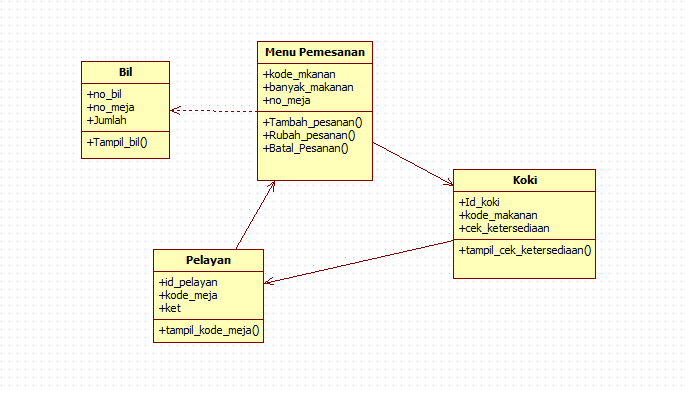 Bil
+no_bil
+no_meja
+Jumlah
+Tampil_bil()
Menu Pemesanan
+kode_mkanan
+banyak_makanan
+no_meja
+Tambah_pesanan()
+Rubah_pesanan()
+Batal_Pesanan()
Koki
+Id_koki
+kode_makanan
+cek_ketersediaan
+tampil_cek_ketersediaan()
Pelayan
+id_pelayan
+kode_meja
+ket
+tampil_kode_meja()